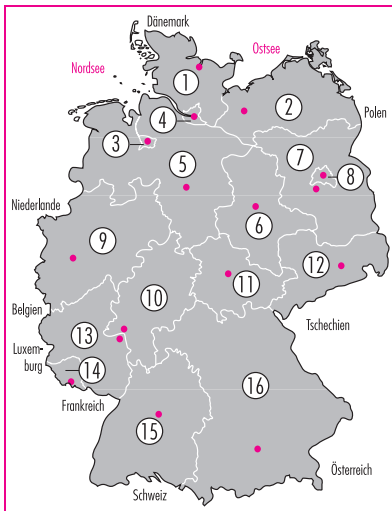 Dänemark
Ostsee
Nordsee
1
2
4
Polen
3
7
5
8
Niederlande
6
9
12
10
11
Belgien
Tschechien
13
Luxem-
burg
14
16
Frankreich
15
Österreich
Schweiz